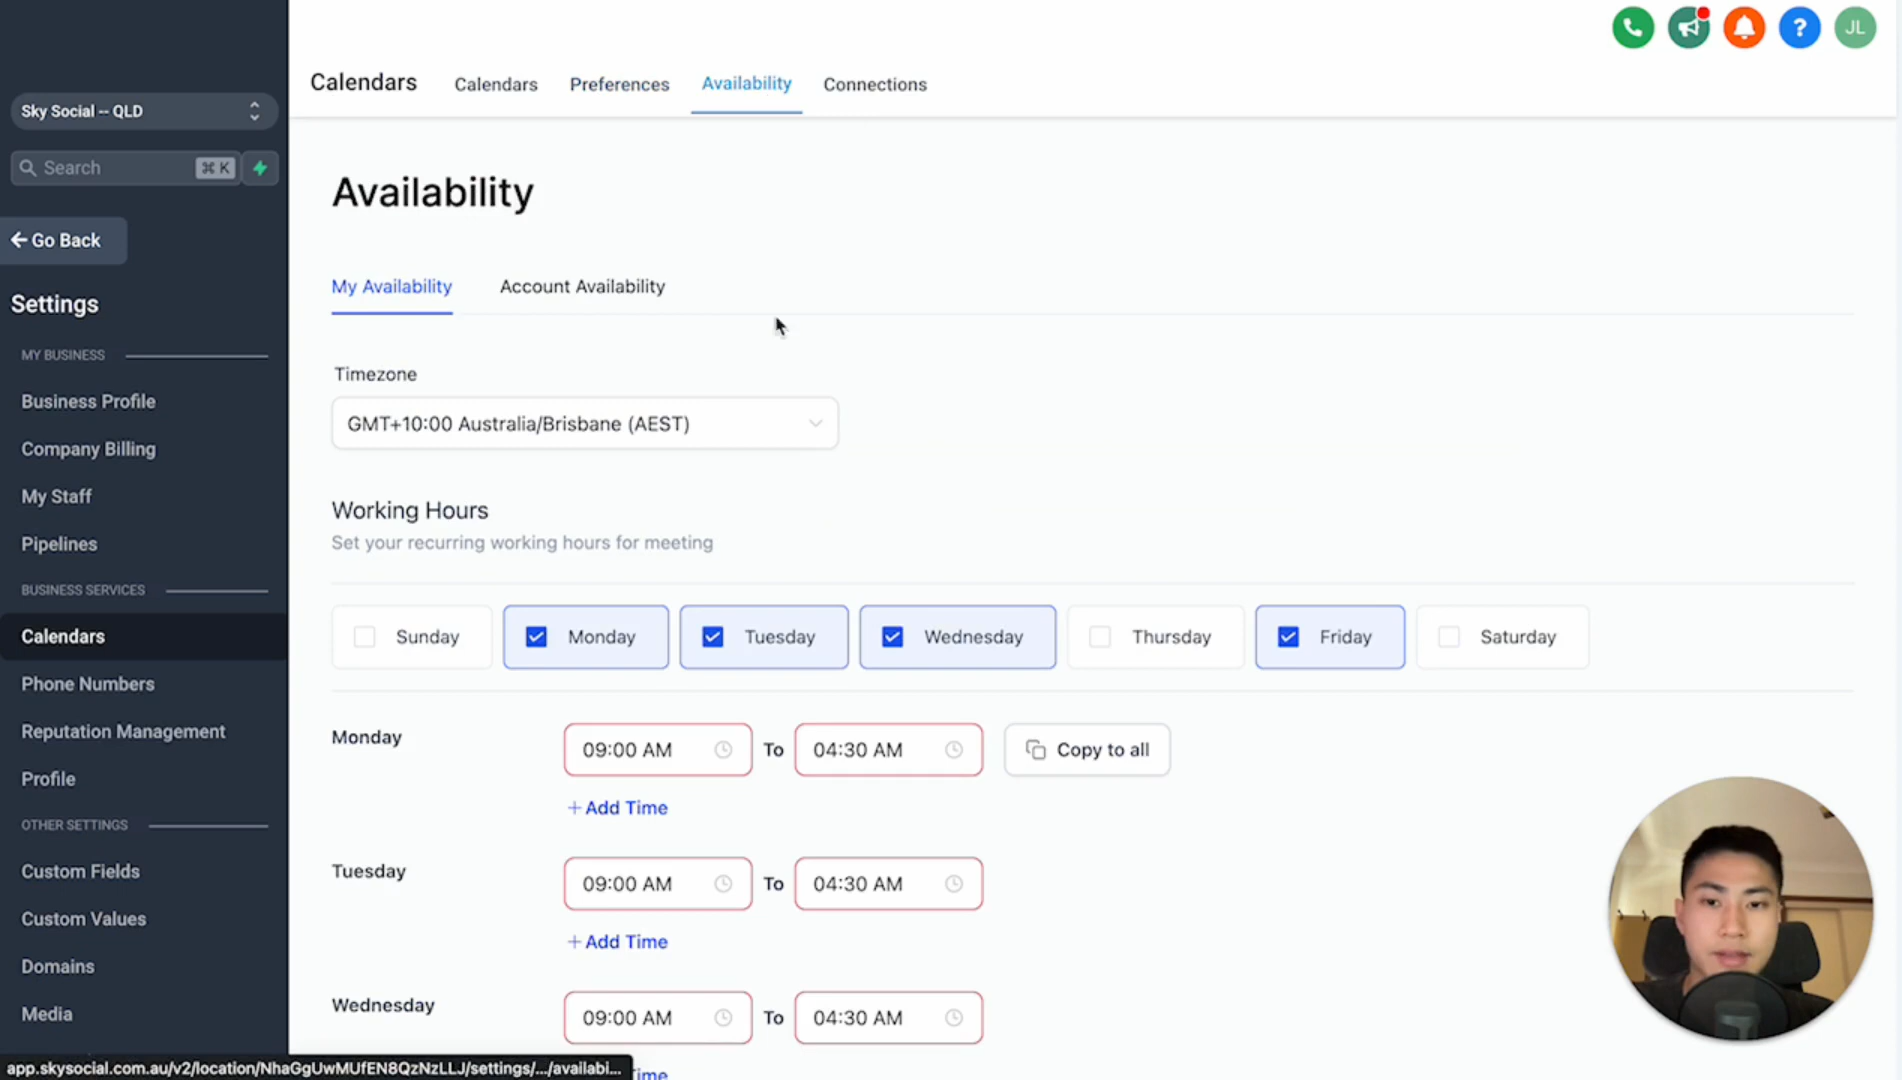 JL
Calendars
Calendars
Preferences
Availability
Connections
Sky Social -- QLD
Search
⌘ K
Go Back
Settings
MY BUSINESS
Business Profile
Company Billing
My Staff
Pipelines
BUSINESS SERVICES
Calendars
Phone Numbers
Reputation Management
Profile
OTHER SETTINGS
Custom Fields
Custom Values
Domains
Media
Availability
My Availability
Account Availability
Timezone
GMT+10:00 Australia/Brisbane (AEST)
Working Hours
Set your recurring working hours for meeting
Sunday
Monday
Tuesday
Wednesday
Thursday
Friday
Saturday
Monday
09:00 AM To 04:30 AM
Copy to all
+ Add Time
Tuesday
09:00 AM To 04:30 AM
+ Add Time
Wednesday
09:00 AM To 04:30 AM
app.skysocial.com.au/v2/location/NhaGgUwMUfEN8QzNzLLJ/settings/.../availabi...